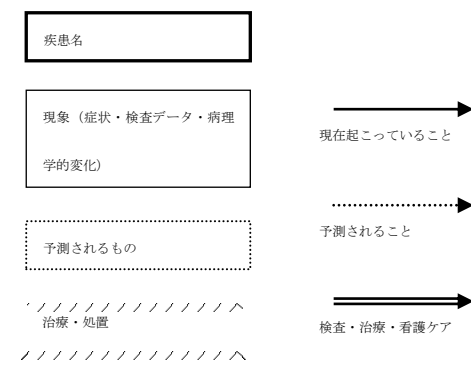 疾患名
現象（症状・検査データ・病理
学的変化）
現在起こっていること
予測されること
予測されるもの
治療・処置
検査・治療・看護ケア